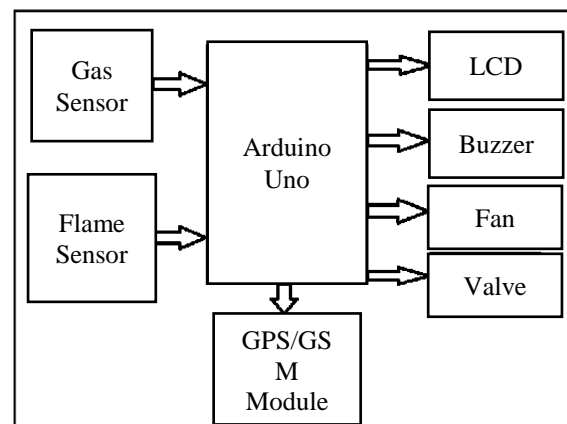 Gas
Sensor
Flame
Sensor
Arduino
Uno
LCD
Buzzer
Fan
Valve
GPS/GS
M
Module